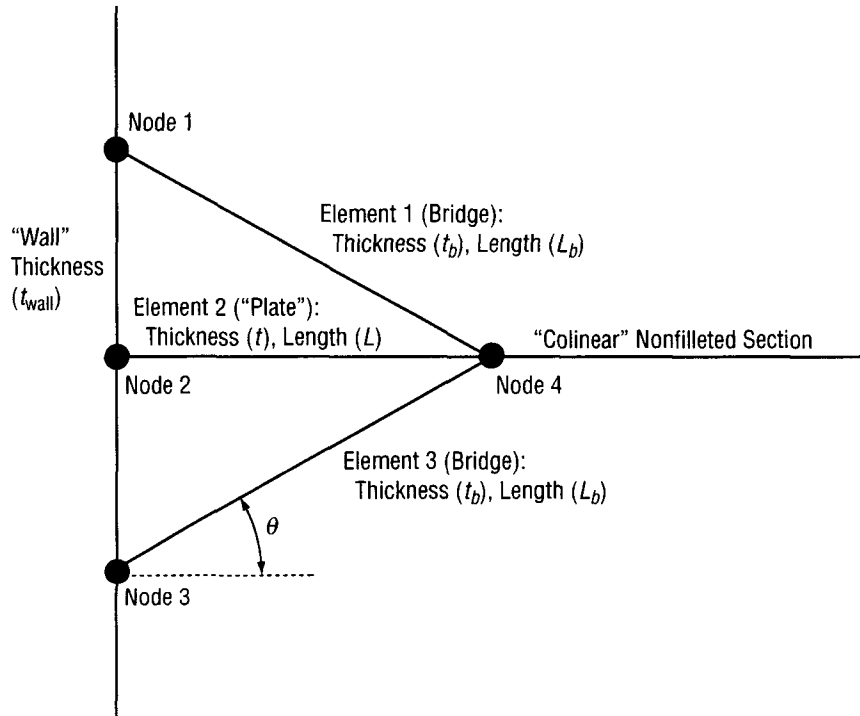 Node 1
Element 1 (Bridge):
Thickness (t_b), Length (L_b)
“Wall”
Thickness
(t_wall)
Element 2 (“Plate”):
Thickness (t), Length (L)
“Colinear” Nonfilleted Section
Node 2
Node 4
Element 3 (Bridge):
Thickness (t_b), Length (L_b)
θ
Node 3